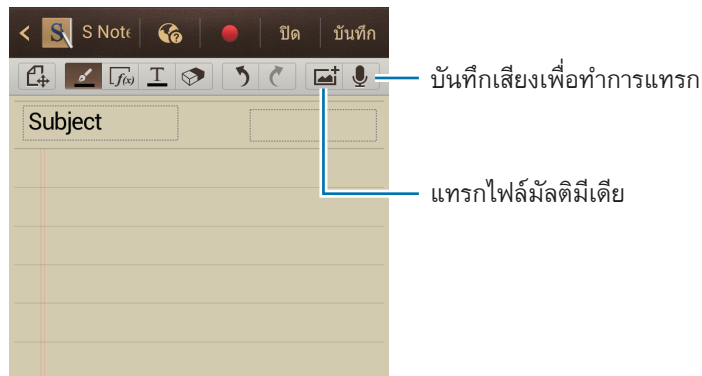 S Note ปิด บันทึก
f(x) T
บันทึกเสียงเพื่อทำการแทรก
Subject
แทรกไฟล์มัลติมีเดีย